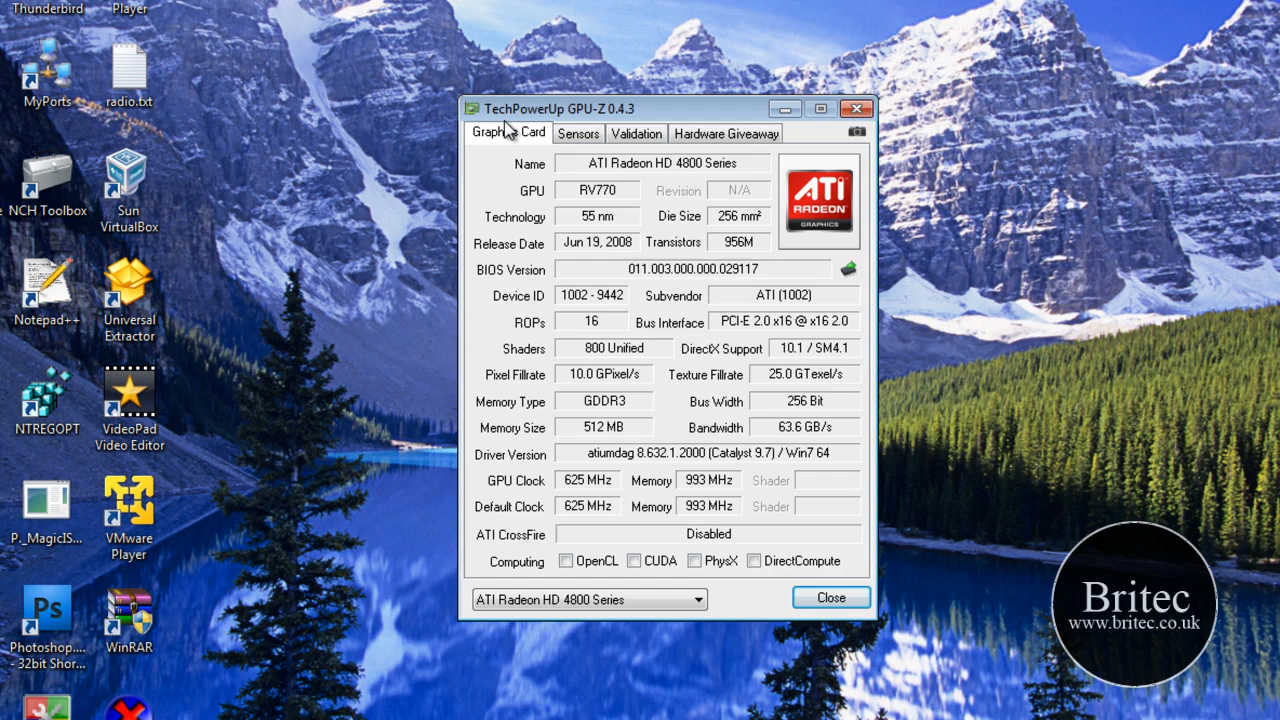 Thunderbird
Player
MyPorts
radio.txt
NCH Toolbox
Sun
VirtualBox
Notepad++
Universal
Extractor
NTREGOPT
VideoPad
Video Editor
P._MagicIS...
VMware
Player
Ps
Photoshop....
- 32bit Shor...
WinRAR
TechPowerUp GPU-Z 0.4.3
Graphics Card
Sensors
Validation
Hardware Giveaway
Name
ATI Radeon HD 4800 Series
ATI
RADEON
GRAPHICS
GPU
RV770
Revision
N/A
Technology
55 nm
Die Size
256 mm²
Release Date
Jun 19, 2008
Transistors
956M
BIOS Version
011.003.000.000.029117
Device ID
1002 - 9442
Subvendor
ATI (1002)
ROPs
16
Bus Interface
PCI-E 2.0 x16 @ x16 2.0
Shaders
800 Unified
DirectX Support
10.1 / SM4.1
Pixel Fillrate
10.0 GPixel/s
Texture Fillrate
25.0 GTexel/s
Memory Type
GDDR3
Bus Width
256 Bit
Memory Size
512 MB
Bandwidth
63.6 GB/s
Driver Version
atiumdag 8.632.1.2000 (Catalyst 9.7) / Win7 64
GPU Clock
625 MHz
Memory
993 MHz
Shader
Default Clock
625 MHz
Memory
993 MHz
Shader
ATI CrossFire
Disabled
Computing
OpenCL
CUDA
PhysX
DirectCompute
ATI Radeon HD 4800 Series
Close
Britec
www.britec.co.uk